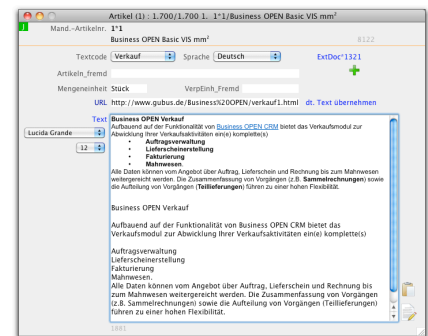 Artikel (1) : 1.700/1.700 1. 1*1/Business OPEN Basic VIS mm²
J
Mand.-Artikelnr. 1*1
Business OPEN Basic VIS mm² 8122
Textcode Verkauf Sprache Deutsch ExtDoc*1321
Artikeln_fremd
Mengeneinheit Stück VerpEinh_Fremd
URL http://www.gubus.de/Business%20OPEN/verkauf1.html dt. Text übernehmen
Text Business OPEN Verkauf
Aufbauend auf der Funktionalität von Business OPEN CRM bietet das Verkaufsmodul zur
Lucida Grande Abwicklung Ihrer Verkaufsaktivitäten ein(e) komplette(s)
12 • Auftragsverwaltung
• Lieferscheinerstellung
• Fakturierung
• Mahnwesen.
Alle Daten können vom Angebot über Auftrag, Lieferschein und Rechnung bis zum Mahnwesen
weitergereicht werden. Die Zusammenfassung von Vorgängen (z.B. Sammelrechnungen) sowie
die Aufteilung von Vorgängen (Teillieferungen) führen zu einer hohen Flexibilität.
Business OPEN Verkauf
Aufbauend auf der Funktionalität von Business OPEN CRM bietet das
Verkaufsmodul zur Abwicklung Ihrer Verkaufsaktivitäten ein(e) komplette(s)
Auftragsverwaltung
Lieferscheinerstellung
Fakturierung
Mahnwesen.
Alle Daten können vom Angebot über Auftrag, Lieferschein und Rechnung bis
zum Mahnwesen weitergereicht werden. Die Zusammenfassung von Vorgängen
(z.B. Sammelrechnungen) sowie die Aufteilung von Vorgängen (Teillieferungen)
führen zu einer hohen Flexibilität.
1081